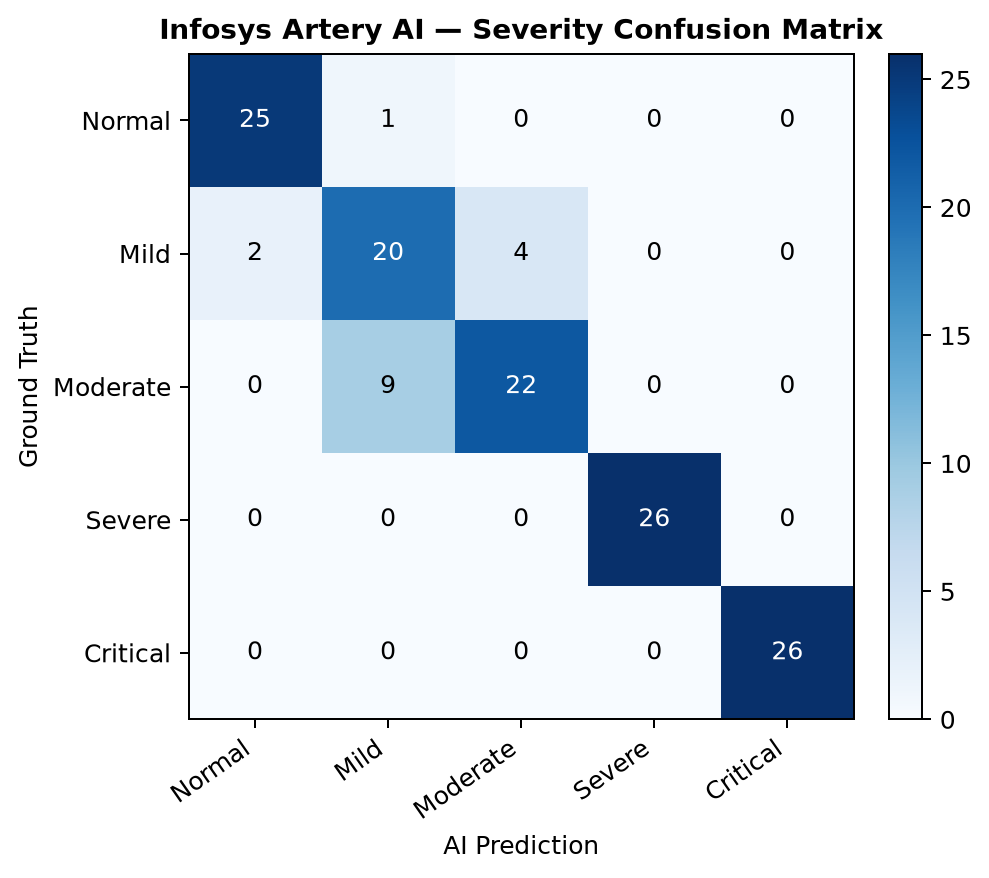 Infosys Artery AI — Severity Confusion Matrix
Normal 25 1 0 0 0
Mild 2 20 4 0 0
Moderate 0 9 22 0 0
Severe 0 0 0 26 0
Critical 0 0 0 0 26
Ground Truth
Normal Mild Moderate Severe Critical
AI Prediction
25
20
15
10
5
0